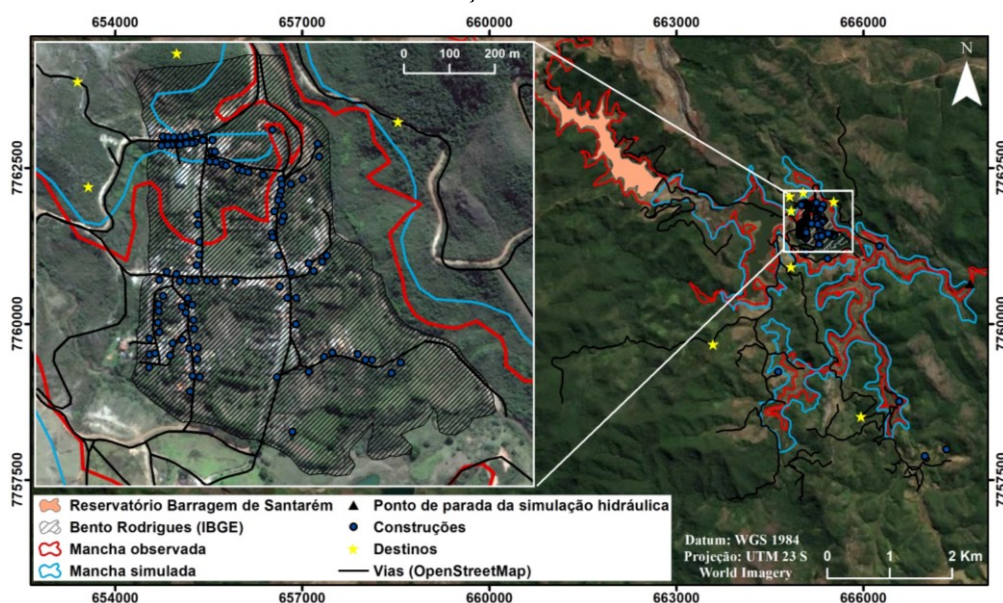 654000 657000 660000 663000 666000
0 100 200 m
N
7762500
7762500
7760000
7760000
7757500
7757500
Reservatório Barragem de Santarém
Bento Rodrigues (IBGE)
Mancha observada
Mancha simulada
Ponto de parada da simulação hidráulica
Construções
Destinos
Vias (OpenStreetMap)
Datum: WGS 1984
Projeção: UTM 23 S
World Imagery
0 1 2 Km
654000 657000 660000 663000 666000